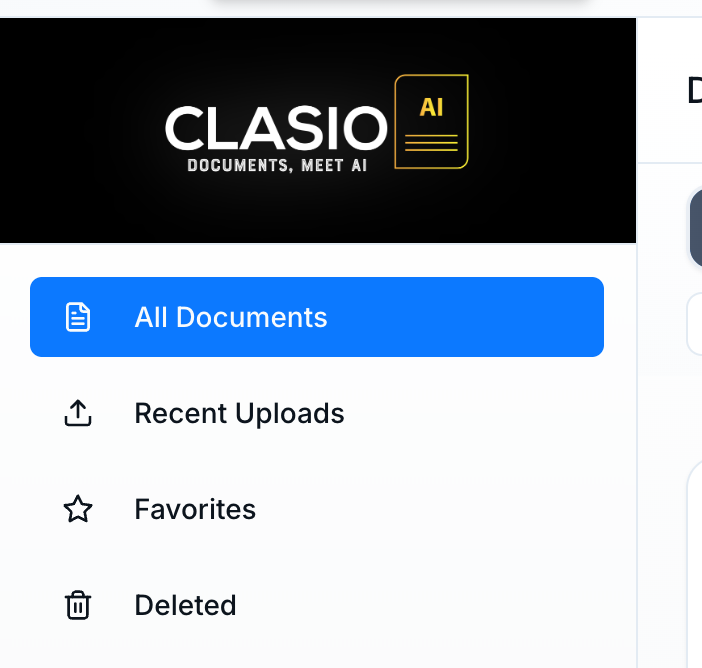 CLASIO
AI
DOCUMENTS, MEET AI
All Documents
Recent Uploads
Favorites
Deleted